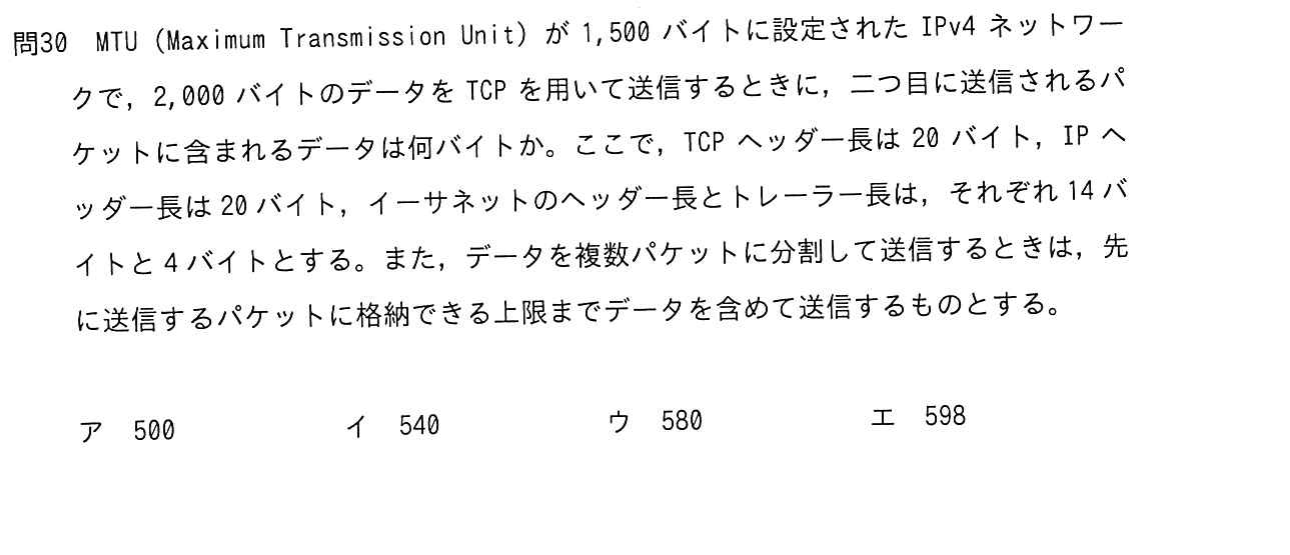 問30 MTU (Maximum Transmission Unit) が 1,500 バイトに設定された IPv4 ネットワー
クで，2,000 バイトのデータを TCP を用いて送信するときに，二つ目に送信されるパ
ケットに含まれるデータは何バイトか。ここで，TCP ヘッダー長は 20 バイト，IP ヘ
ッダー長は 20 バイト，イーサネットのヘッダー長とトレーラー長は，それぞれ 14 バ
イトと 4 バイトとする。また，データを複数パケットに分割して送信するときは，先
に送信するパケットに格納できる上限までデータを含めて送信するものとする。
ア 500 イ 540 ウ 580 エ 598